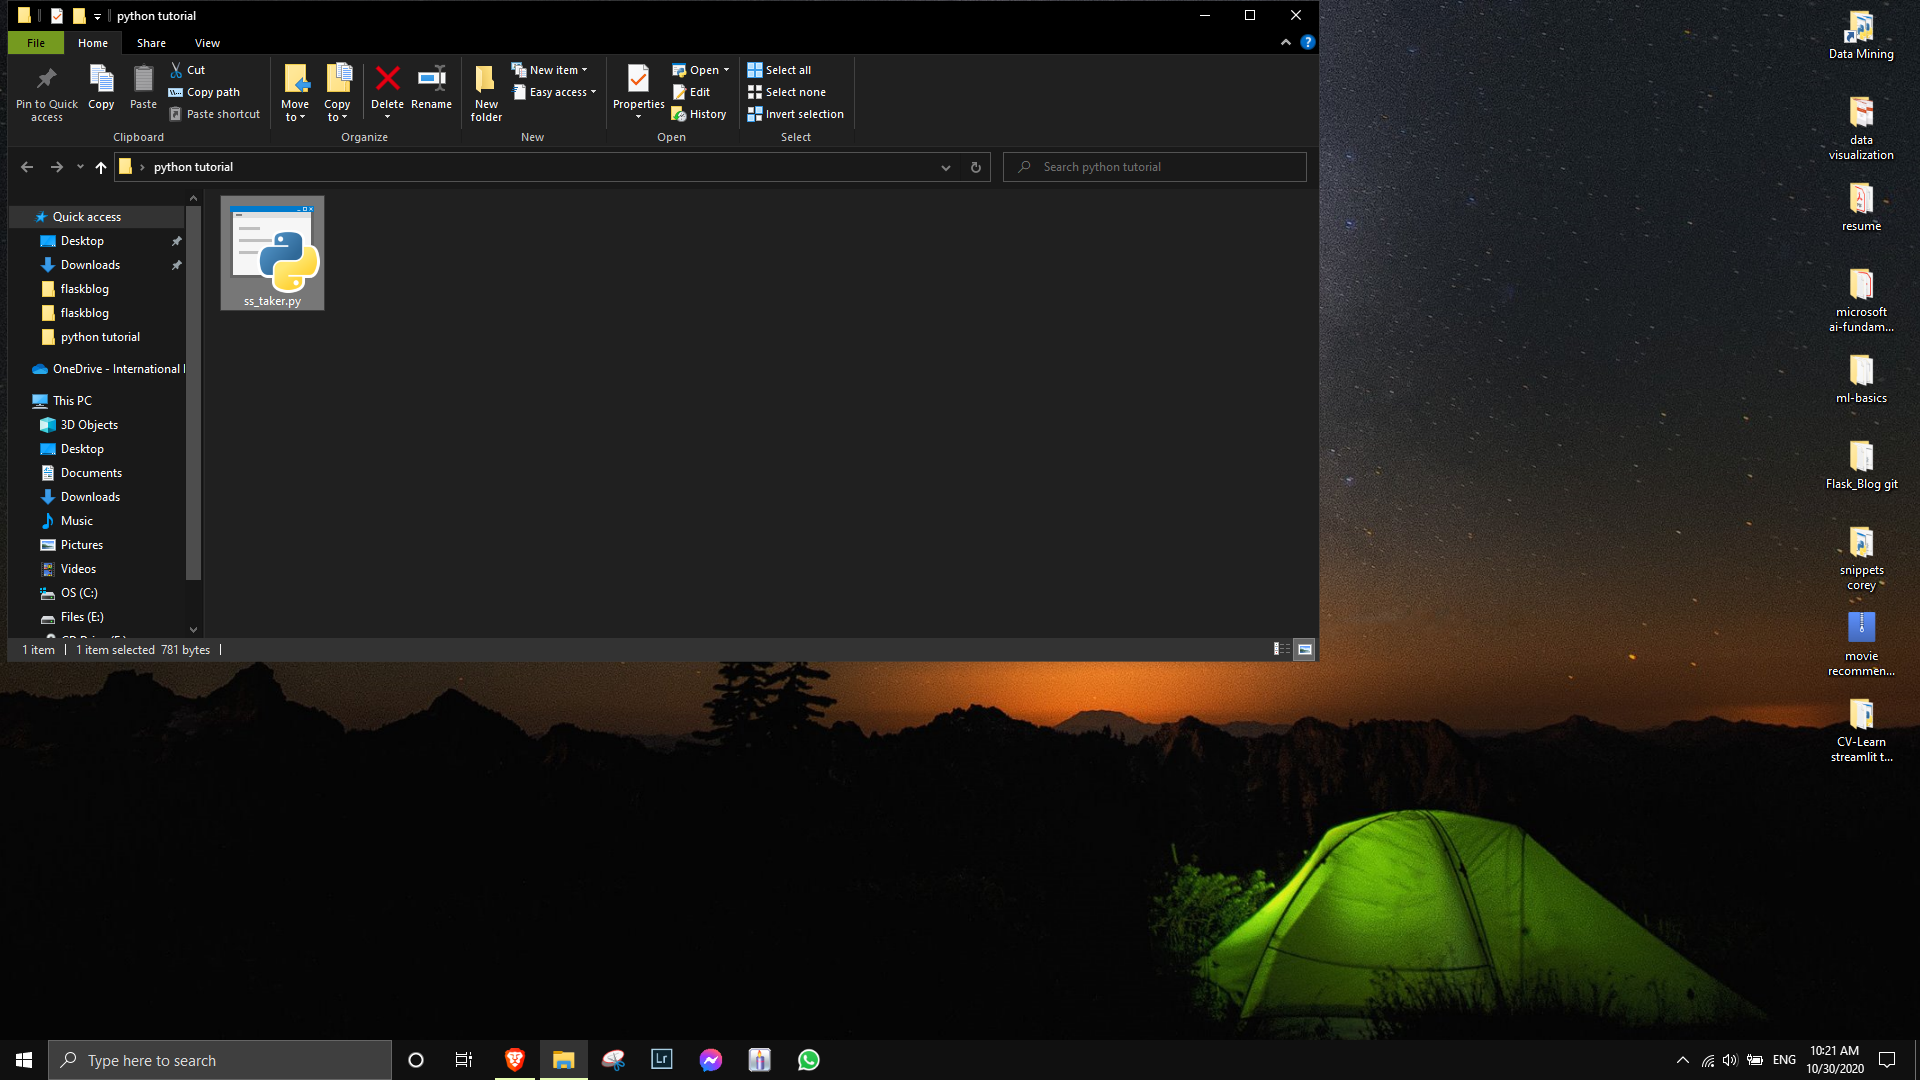 python tutorial
File Home Share View
Pin to Quick access
Copy
Paste
Cut
Copy path
Paste shortcut
Clipboard
Move to
Copy to
Delete
Rename
Organize
New folder
New item
Easy access
New
Properties
Open
Edit
History
Open
Select all
Select none
Invert selection
Select
python tutorial
Search python tutorial
Quick access
Desktop
Downloads
flaskblog
flaskblog
python tutorial
OneDrive - International
This PC
3D Objects
Desktop
Documents
Downloads
Music
Pictures
Videos
OS (C:)
Files (E:)
ss_taker.py
1 item 1 item selected 781 bytes
Data Mining
data
visualization
resume
microsoft
ai-fundam...
ml-basics
Flask_Blog git
snippets
corey
movie
recommen...
CV-Learn
streamlit t...
Type here to search
Lr
ENG
10:21 AM
10/30/2020